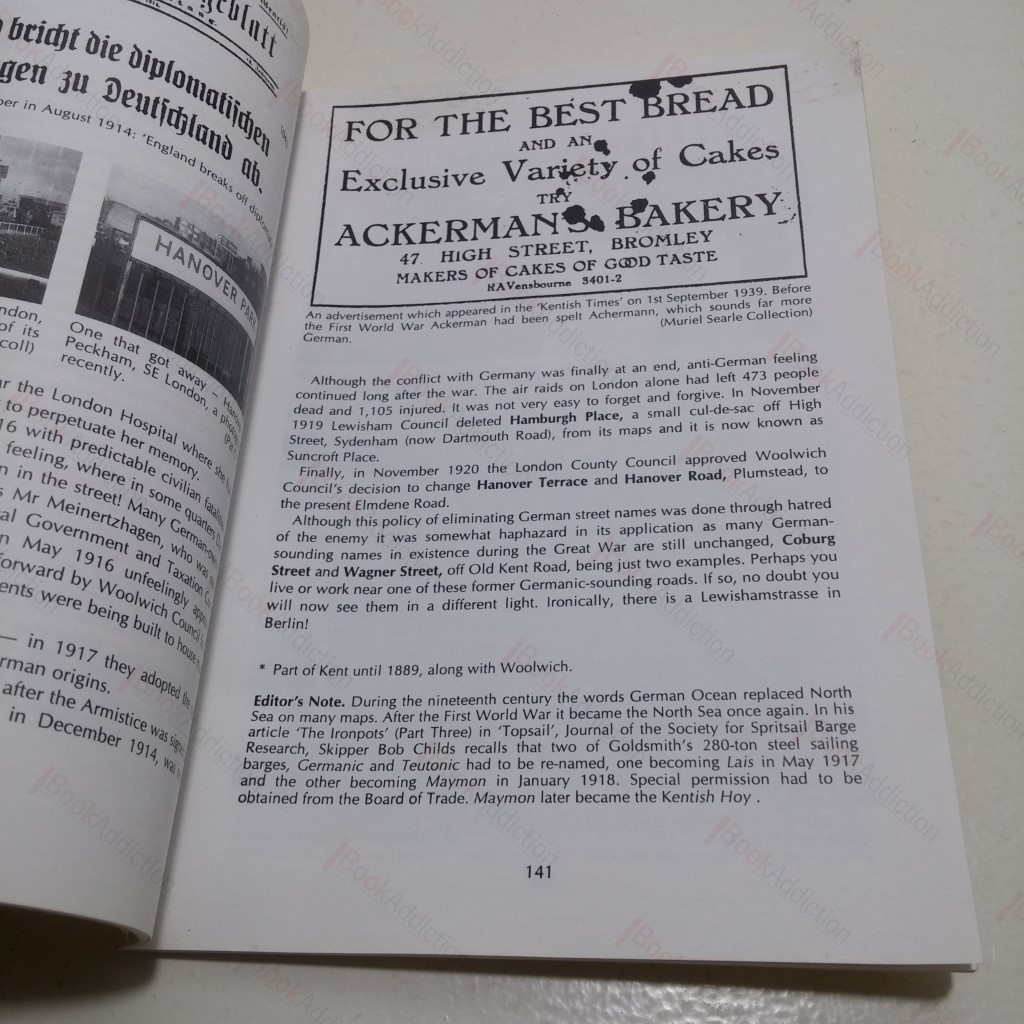 geblatt
bricht die diplomatischen
gen zu Deutschland ab.
er in August 1914: 'England breaks off diplom
HANOVER PARK
ndon,
of its
coll)
One that got away – Hanove
Peckham, SE London, a photog
recently.
ar the London Hospital where she
to perpetuate her memory.
16 with predictable civilian fatalities
feeling, where in some quarters
n in the street! Many German-own
s Mr Meinertzhagen, who was
al Government and Taxation
n May 1916 unfeelingly
forward by Woolwich Council
ents were being built to house
— in 1917 they adopted the
rman origins.
after the Armistice was signed
in December 1914, was
FOR THE BEST BREAD
AND AN
Exclusive Variety of Cakes
TRY
ACKERMAN'S BAKERY
47 HIGH STREET, BROMLEY
MAKERS OF CAKES OF GOOD TASTE
RAVensbourne 3401-2
An advertisement which appeared in the 'Kentish Times' on 1st September 1939. Before
the First World War Ackerman had been spelt Achermann, which sounds far more
German. (Muriel Searle Collection)
Although the conflict with Germany was finally at an end, anti-German feeling
continued long after the war. The air raids on London alone had left 473 people
dead and 1,105 injured. It was not very easy to forget and forgive. In November
1919 Lewisham Council deleted Hamburgh Place, a small cul-de-sac off High
Street, Sydenham (now Dartmouth Road), from its maps and it is now known as
Suncroft Place.
Finally, in November 1920 the London County Council approved Woolwich
Council's decision to change Hanover Terrace and Hanover Road, Plumstead, to
the present Elmdene Road.
Although this policy of eliminating German street names was done through hatred
of the enemy it was somewhat haphazard in its application as many German-
sounding names in existence during the Great War are still unchanged, Coburg
Street and Wagner Street, off Old Kent Road, being just two examples. Perhaps you
live or work near one of these former Germanic-sounding roads. If so, no doubt you
will now see them in a different light. Ironically, there is a Lewishamstrasse in
Berlin!
* Part of Kent until 1889, along with Woolwich.
Editor's Note. During the nineteenth century the words German Ocean replaced North
Sea on many maps. After the First World War it became the North Sea once again. In his
article 'The Ironpots' (Part Three) in 'Topsail', Journal of the Society for Spritsail Barge
Research, Skipper Bob Childs recalls that two of Goldsmith's 280-ton steel sailing
barges, Germanic and Teutonic had to be re-named, one becoming Lais in May 1917
and the other becoming Maymon in January 1918. Special permission had to be
obtained from the Board of Trade. Maymon later became the Kentish Hoy .
141
BookAddiction